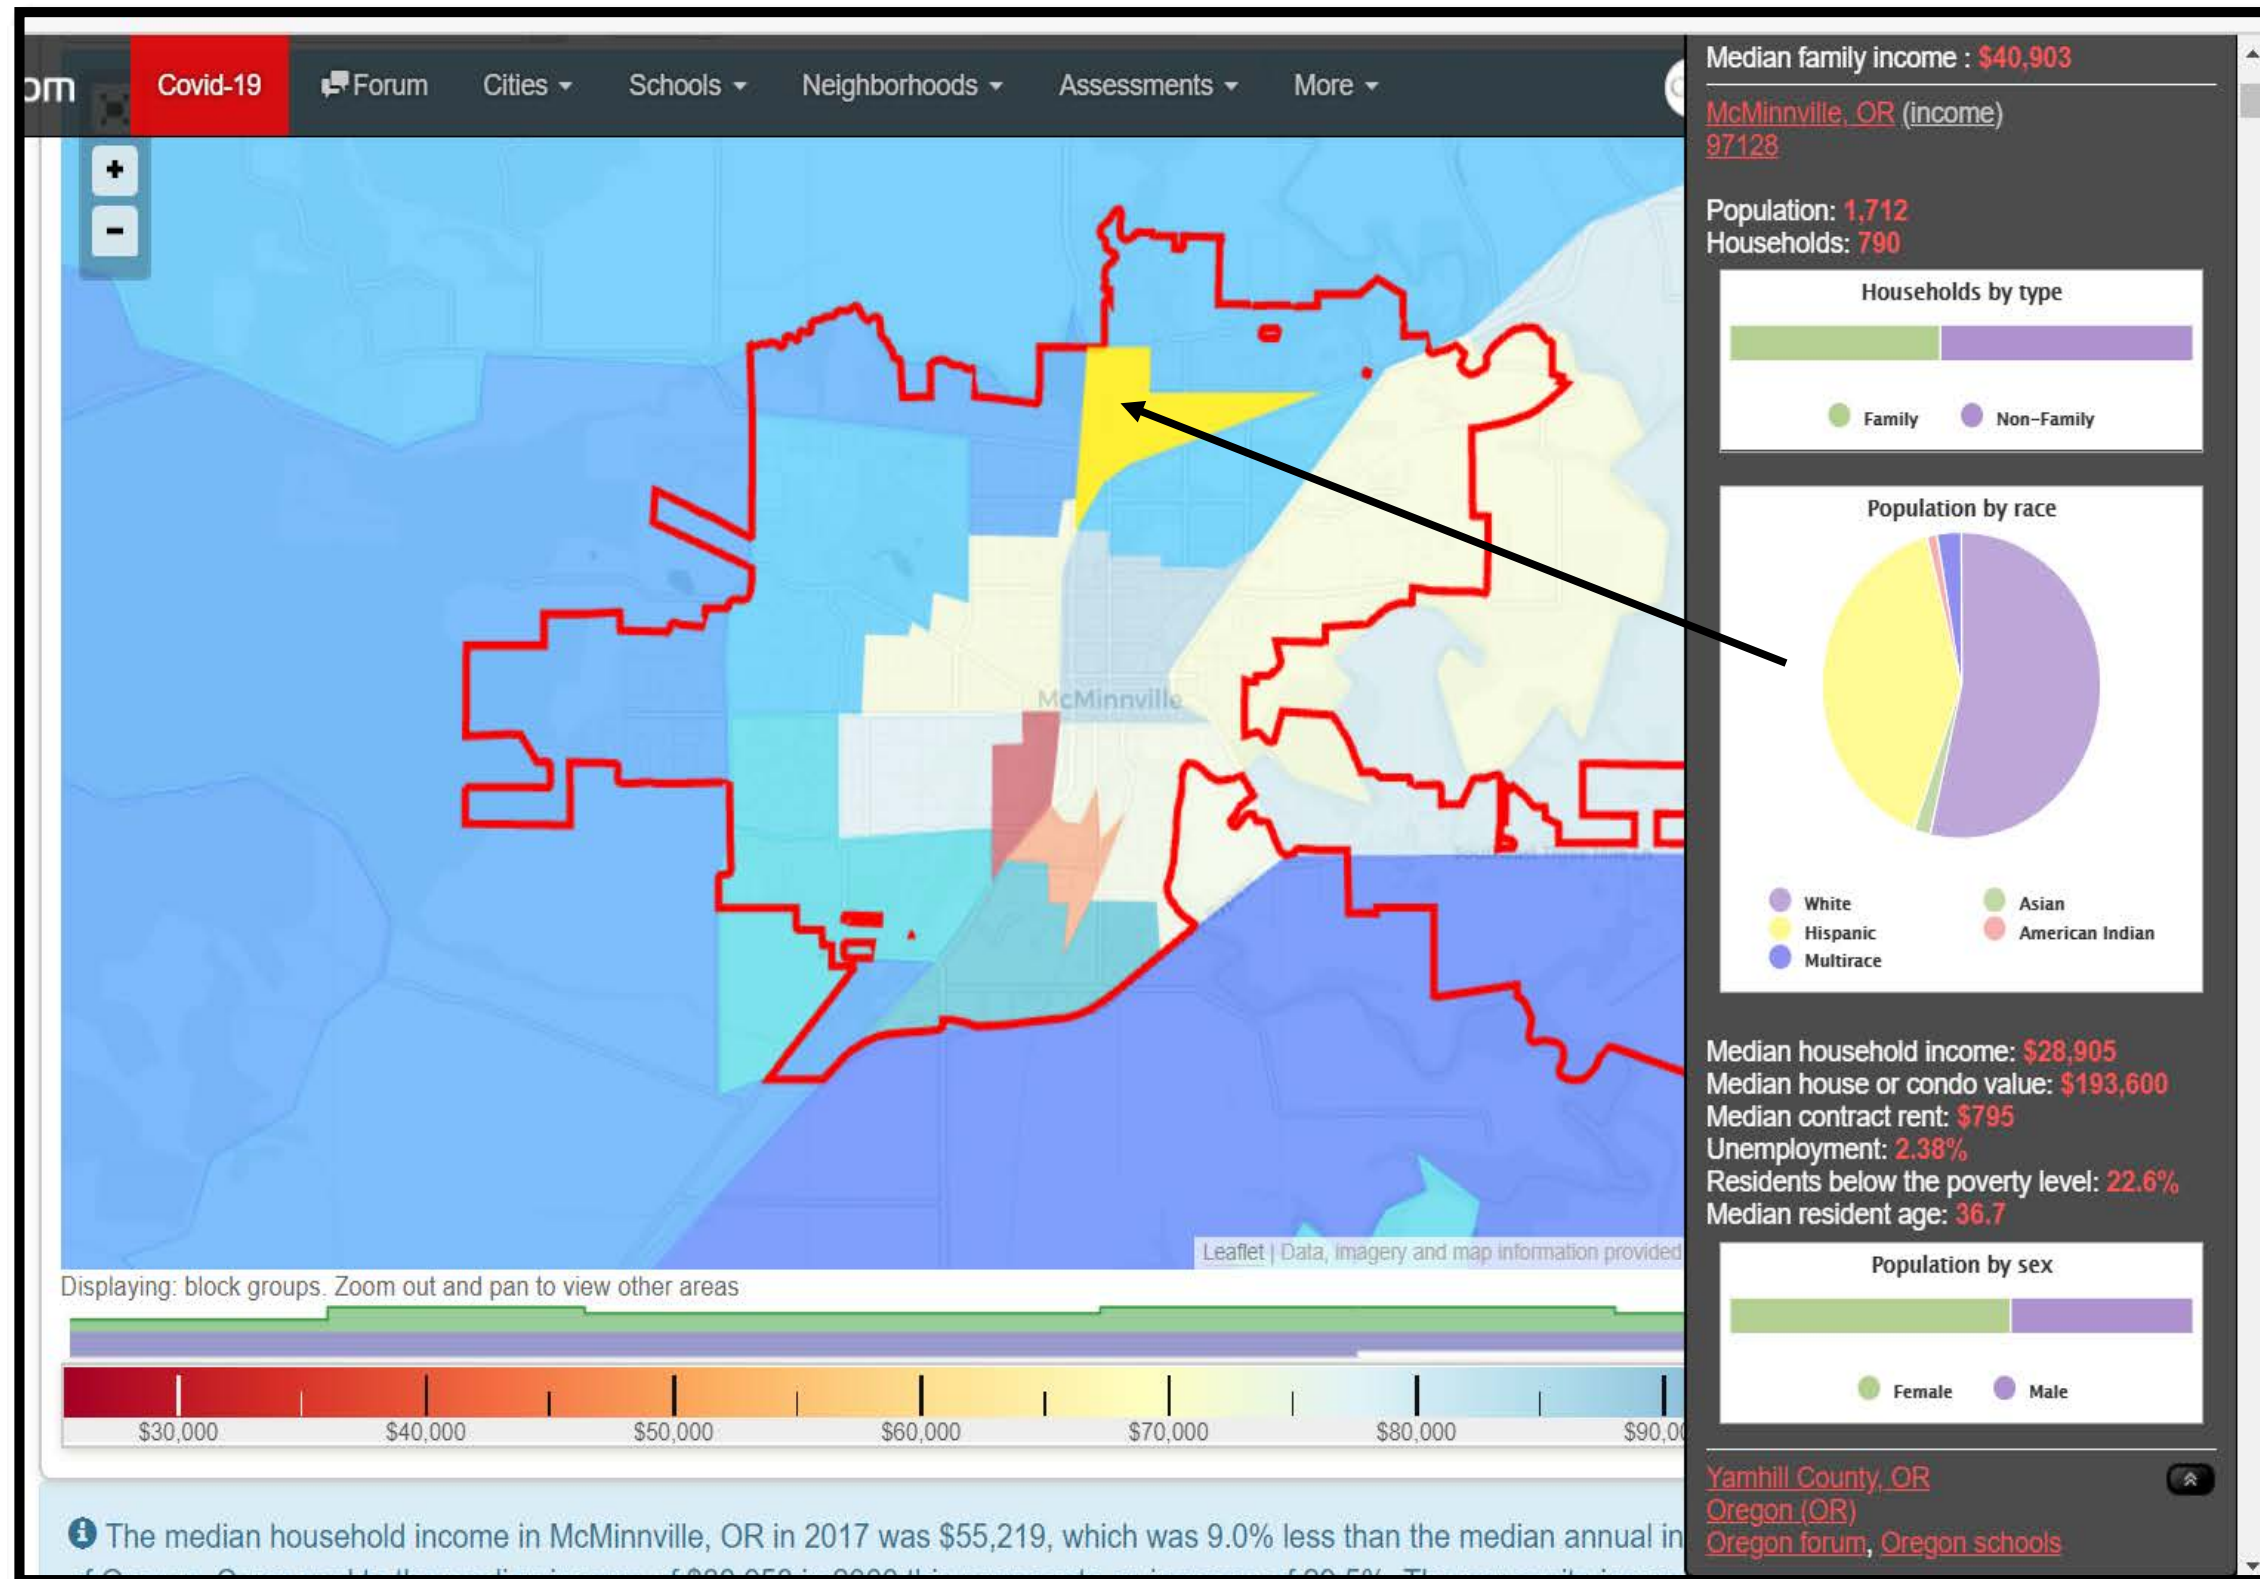 om
Covid-19
Forum
Cities
Schools
Neighborhoods
Assessments
More
+
-
McMinnville
Leaflet | Data, imagery and map information provided
Displaying: block groups. Zoom out and pan to view other areas
$30,000
$40,000
$50,000
$60,000
$70,000
$80,000
$90,00
The median household income in McMinnville, OR in 2017 was $55,219, which was 9.0% less than the median annual in
Median family income : $40,903
McMinnville, OR (income)
97128
Population: 1,712
Households: 790
Households by type
Family
Non-Family
Population by race
White
Asian
Hispanic
American Indian
Multirace
Median household income: $28,905
Median house or condo value: $193,600
Median contract rent: $795
Unemployment: 2.38%
Residents below the poverty level: 22.6%
Median resident age: 36.7
Population by sex
Female
Male
Yamhill County, OR
Oregon (OR)
Oregon forum, Oregon schools